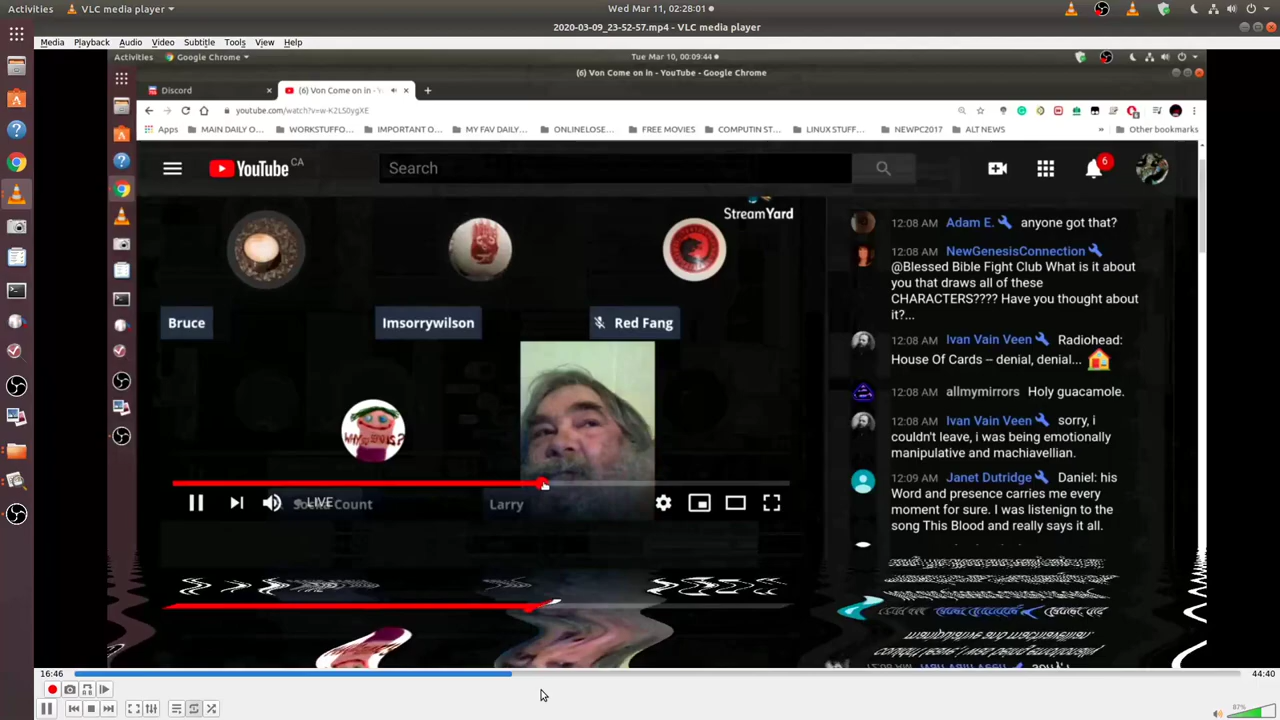 Activities VLC media player Wed Mar 11, 02:28:01
2020-03-09_23-52-57.mp4 - VLC media player
Media Playback Audio Video Subtitle Tools View Help
Activities Google Chrome Tue Mar 10, 00:09:44
(6) Von Come on in - YouTube - Google Chrome
Discord (6) Von Come on in -
youtube.com/watch?v=w-K2LS0ygXE
Apps MAIN DAILY O... WORKSTUFFO... IMPORTANT O... MY FAV DAILY... ONLINELOSE... FREE MOVIES COMPUTIN ST... LINUX STUFF... NEWPC2017 ALT NEWS » Other bookmarks
YouTube CA Search 6
StreamYard
Bruce Imsorrywilson Red Fang
LIVE Count Larry
12:08 AM Adam E. anyone got that?
12:08 AM NewGenesisConnection
@Blessed Bible Fight Club What is it about
you that draws all of these
CHARACTERS???? Have you thought about
it?...
12:08 AM Ivan Vain Veen Radiohead:
House Of Cards -- denial, denial...
12:08 AM allmymirrors Holy guacamole.
12:08 AM Ivan Vain Veen sorry, i
couldn't leave, i was being emotionally
manipulative and machiavellian.
12:09 AM Janet Dutridge Daniel: his
Word and presence carries me every
moment for sure. I was listenign to the
song This Blood and really says it all.
16:46 44:40
87%